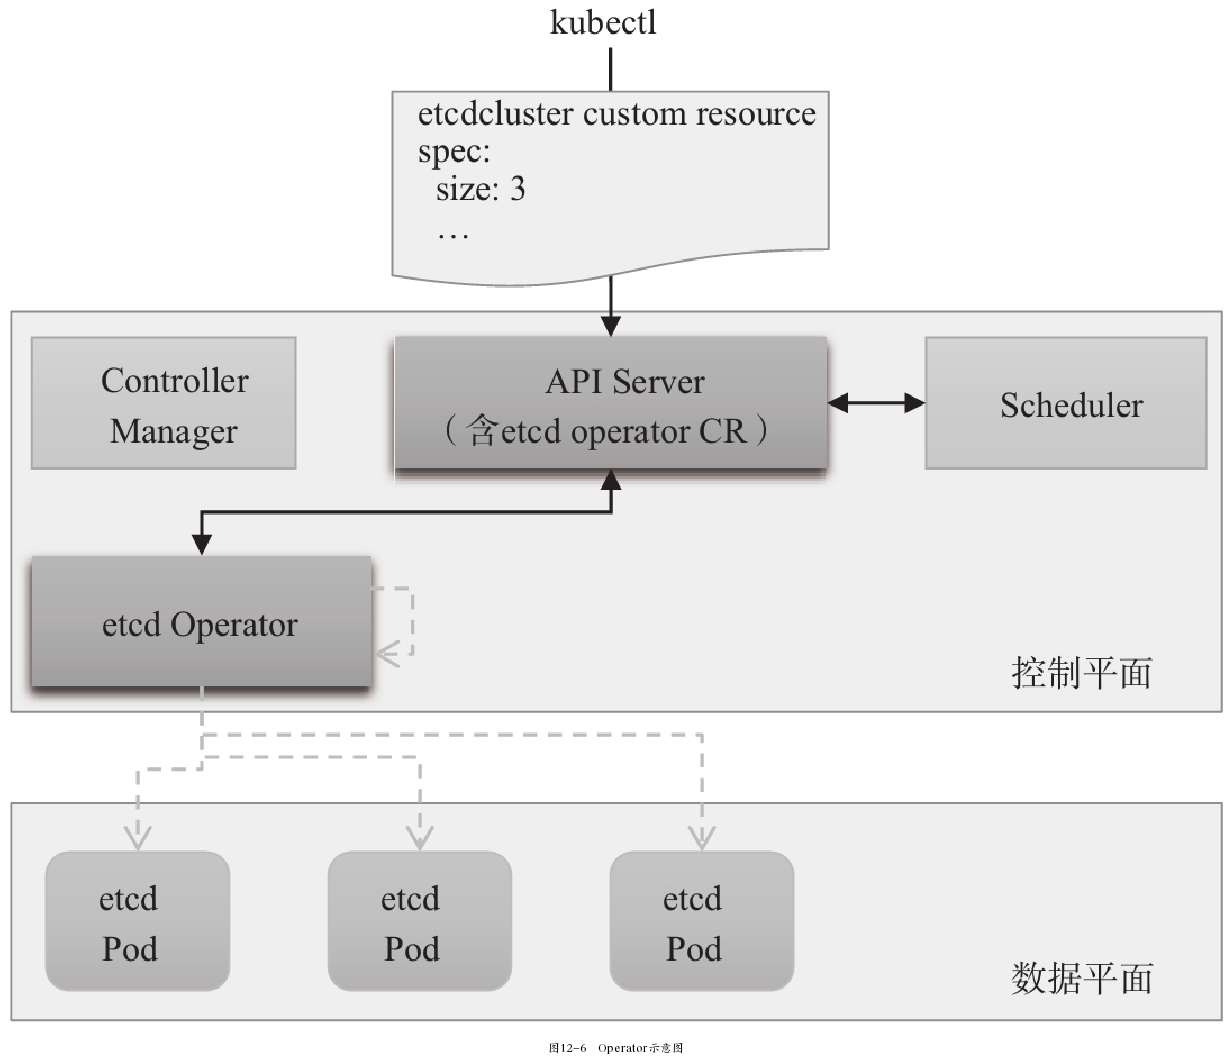 kubectl
etcdcluster custom resource
spec:
size: 3
…
Controller
Manager
API Server
（含etcd operator CR）
Scheduler
etcd Operator
控制平面
etcd
Pod
etcd
Pod
etcd
Pod
数据平面
图12-6 Operator示意图